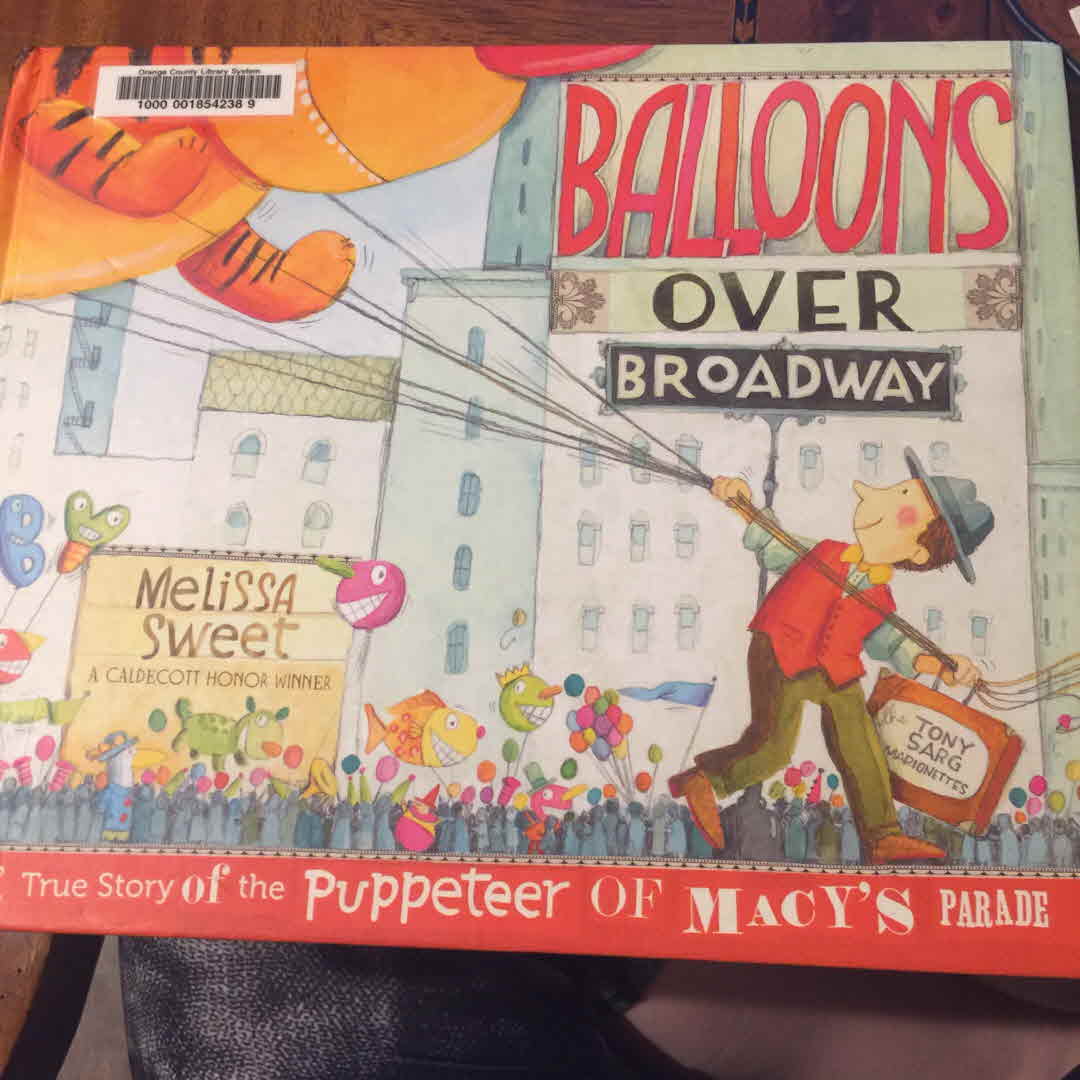 Orange County Library System
1000 001854238 9
BALLOONS
OVER
BROADWAY
MELiSSA
SWEET
A CALDECOTT HONOR WINNER
B
the
TONY
SARG
MARIONETTES
True Story of the PUPPETEER OF MACY'S PARADE